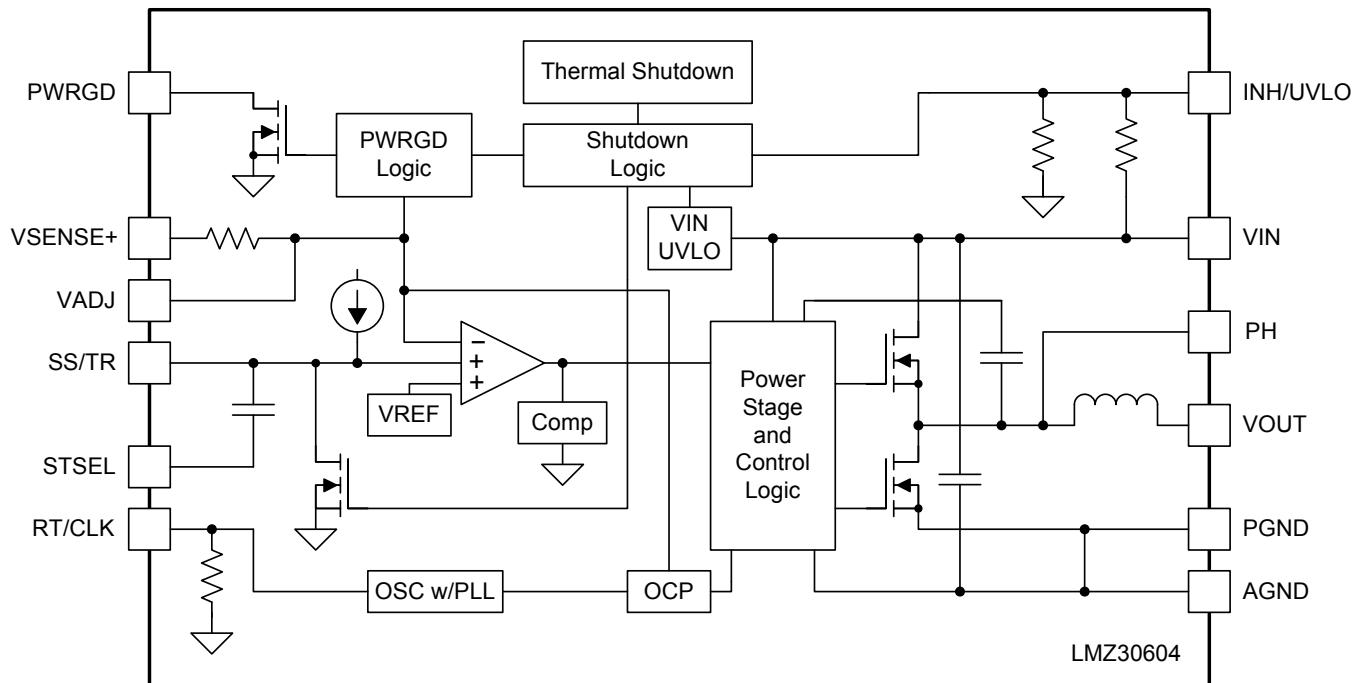 PWRGD
Thermal Shutdown
INH/UVLO
PWRGD
Logic
Shutdown
Logic
VSENSE+
VIN
UVLO
VIN
VADJ
SS/TR
PH
VREF
Comp
Power
Stage
and
Control
Logic
VOUT
STSEL
RT/CLK
PGND
OSC w/PLL
OCP
AGND
LMZ30604